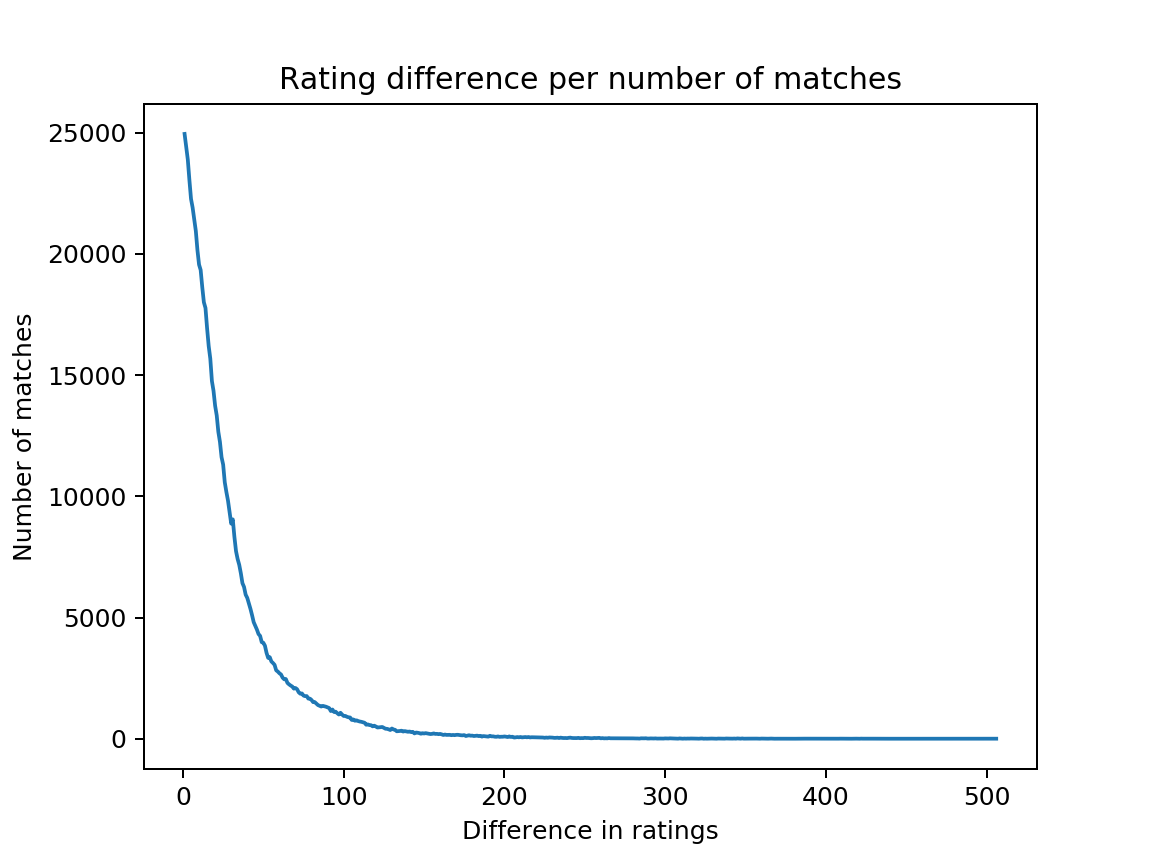 Rating difference per number of matches
25000
20000
15000
10000
5000
0
Number of matches
0 100 200 300 400 500
Difference in ratings